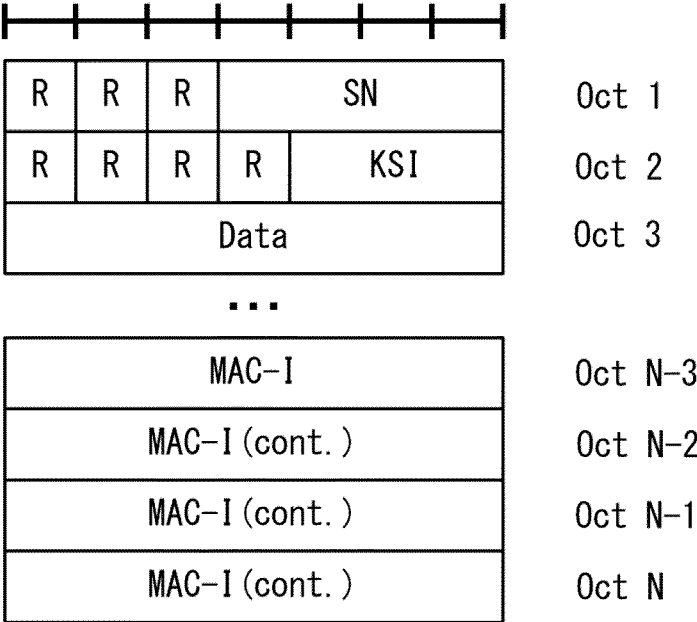 R R R SN Oct 1
R R R R KSI Oct 2
Data Oct 3
...
MAC-I Oct N-3
MAC-I(cont.) Oct N-2
MAC-I(cont.) Oct N-1
MAC-I(cont.) Oct N